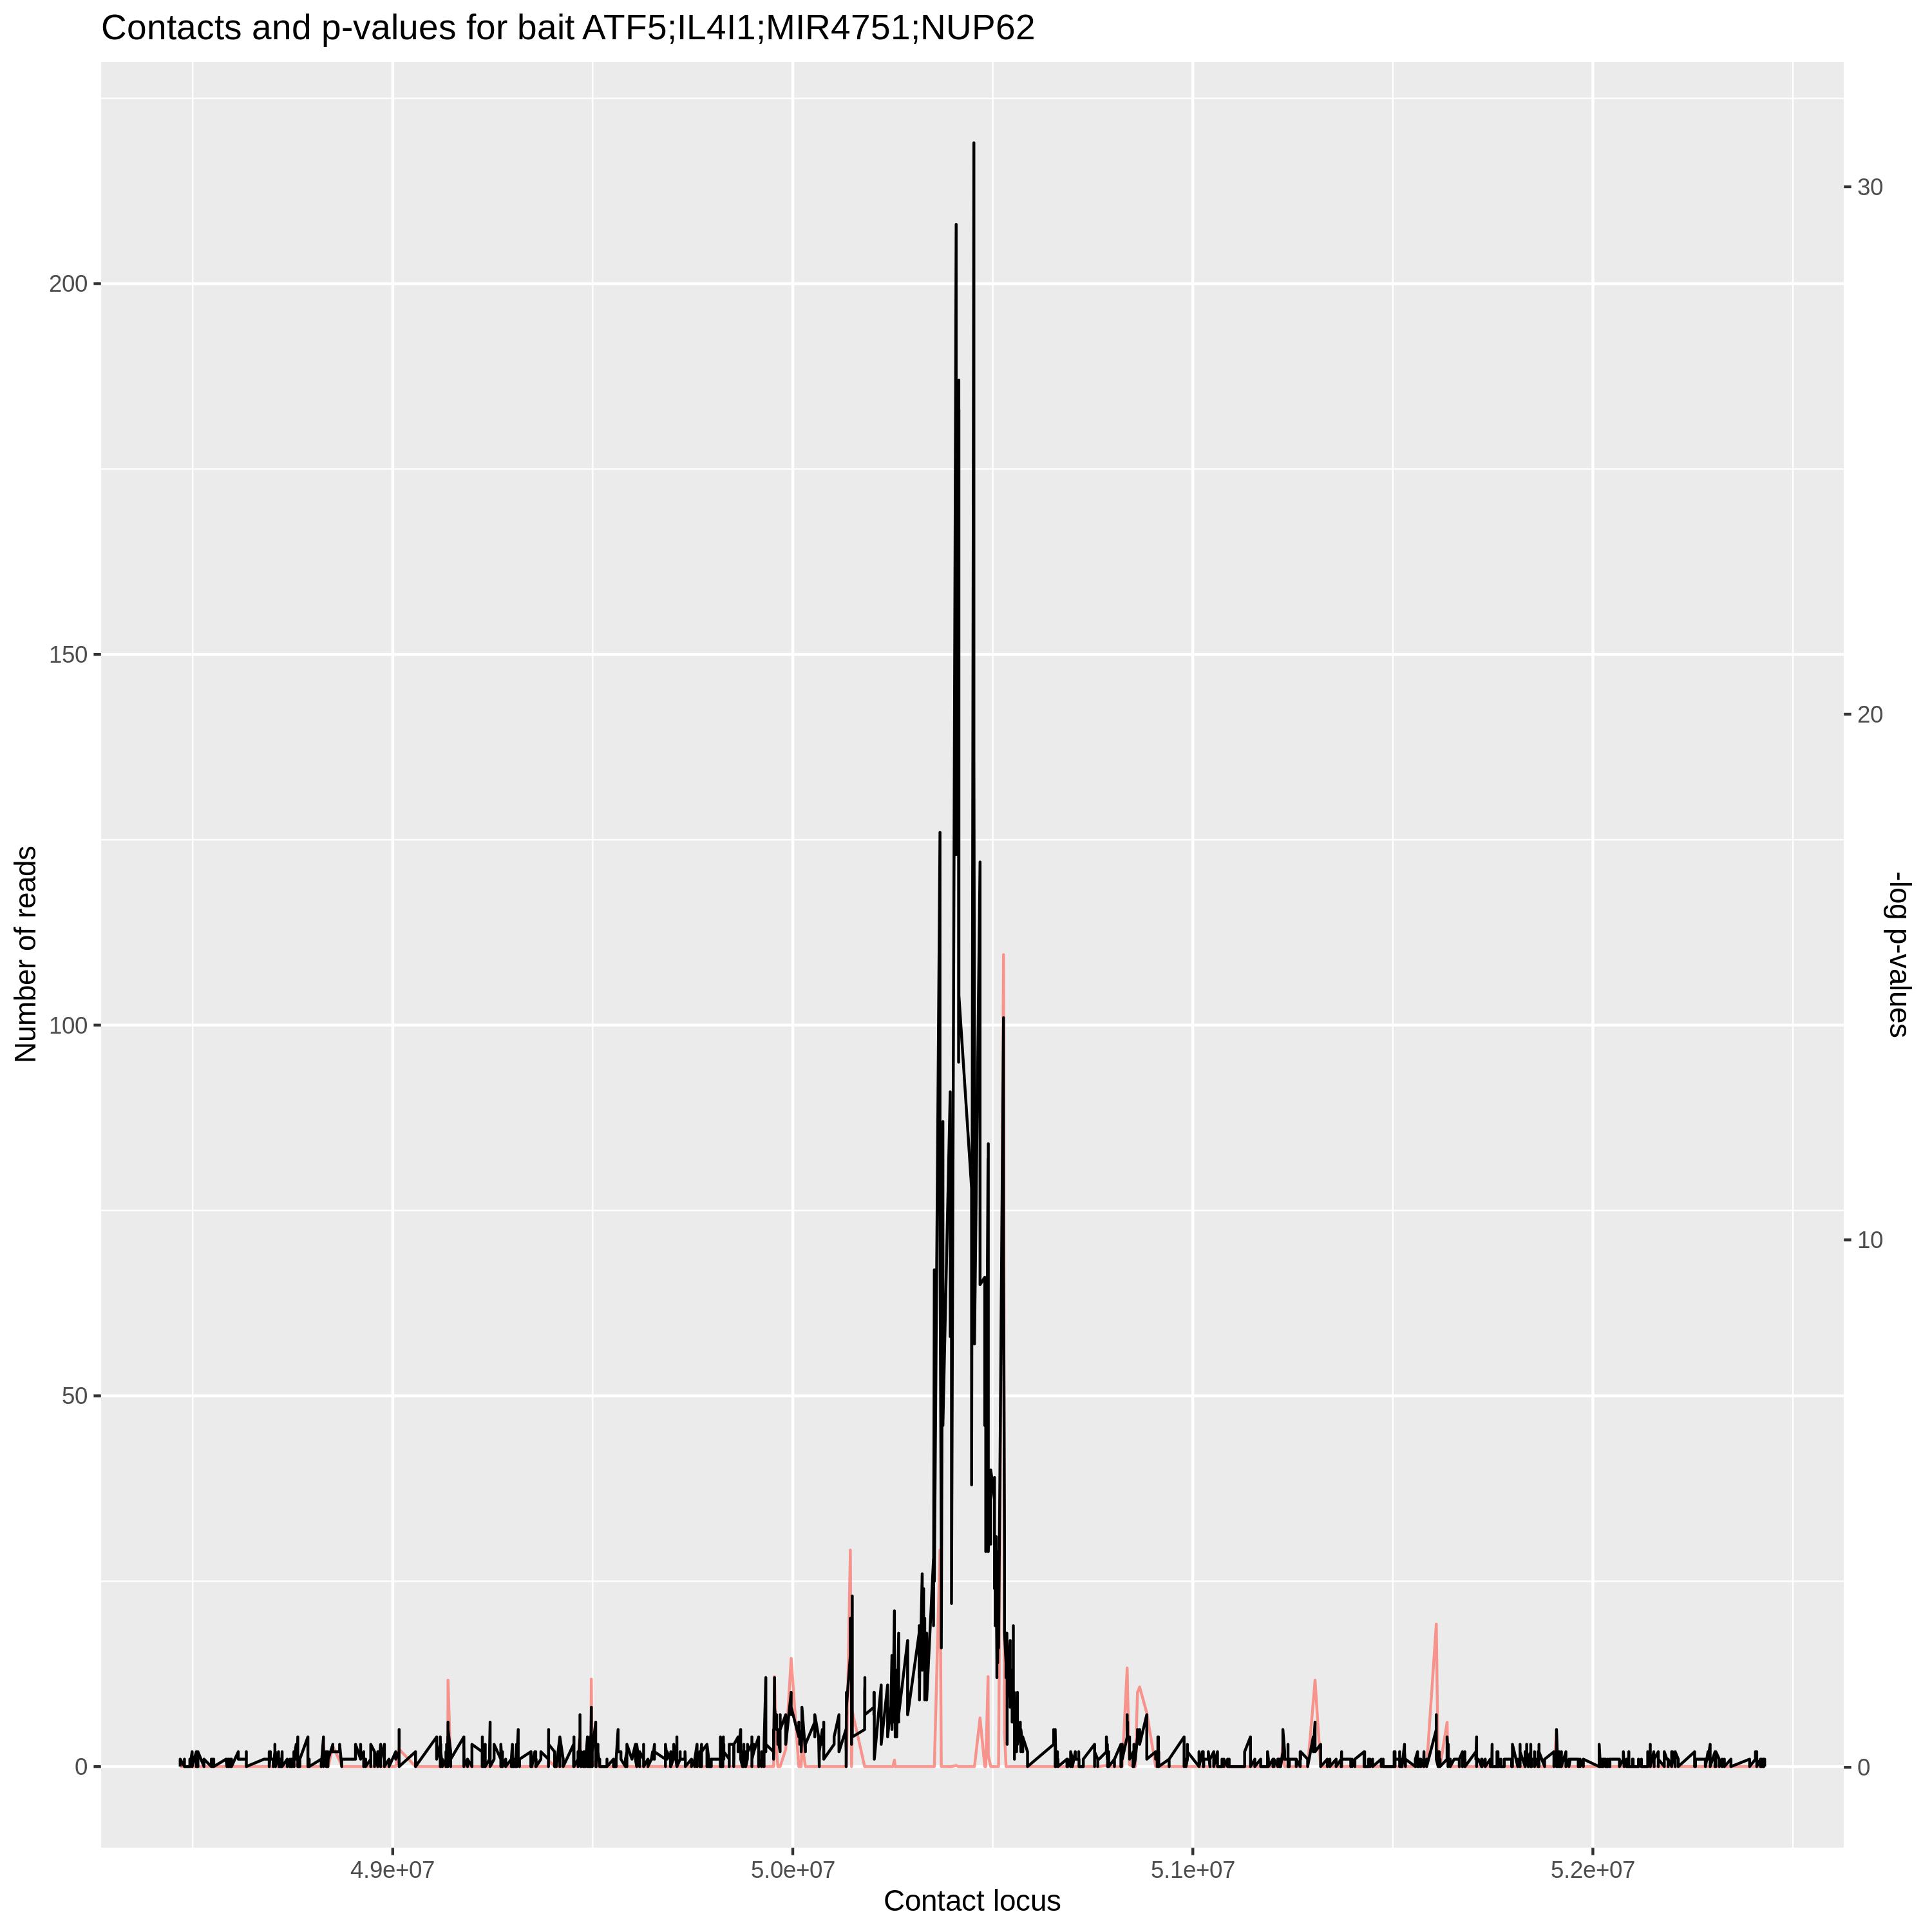 Contacts and p-values for bait ATF5;IL4I1;MIR4751;NUP62
Number of reads
200
150
100
50
0
30
20
10
0
-log p-values
4.9e+07
5.0e+07
5.1e+07
5.2e+07
Contact locus